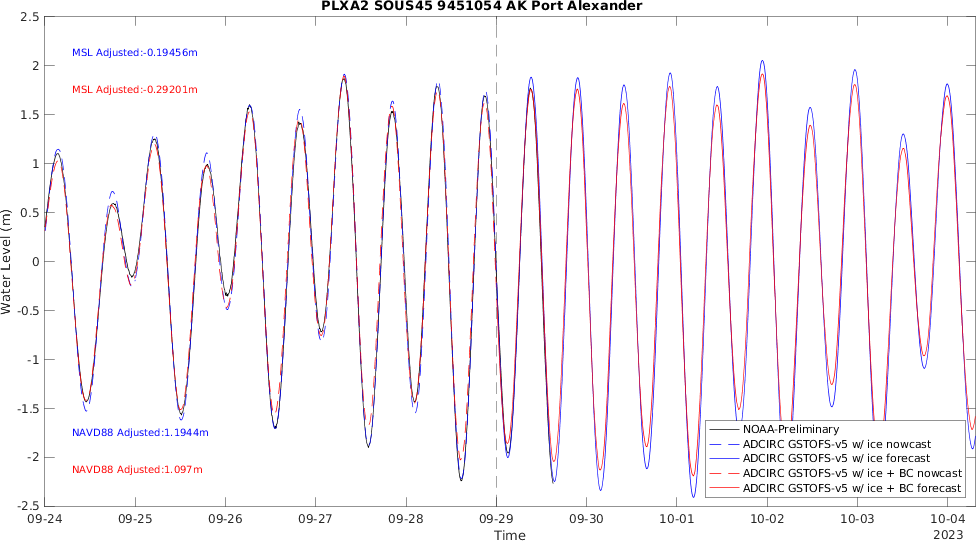 PLXA2 SOUS45 9451054 AK Port Alexander
2.5
2
1.5
1
0.5
0
-0.5
-1
-1.5
-2
-2.5
Water Level (m)
MSL Adjusted:-0.19456m
MSL Adjusted:-0.29201m
NAVD88 Adjusted:1.1944m
NAVD88 Adjusted:1.097m
NOAA-Preliminary
ADCIRC GSTOFS-v5 w/ ice nowcast
ADCIRC GSTOFS-v5 w/ ice forecast
ADCIRC GSTOFS-v5 w/ ice + BC nowcast
ADCIRC GSTOFS-v5 w/ ice + BC forecast
09-24 09-25 09-26 09-27 09-28 09-29 09-30 10-01 10-02 10-03 10-04
Time 2023